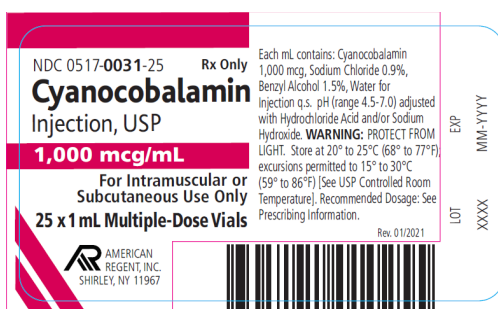 NDC 0517-0031-25 Rx Only
Cyanocobalamin
Injection, USP
1,000 mcg/mL
For Intramuscular or
Subcutaneous Use Only
25 x 1 mL Multiple-Dose Vials
AR AMERICAN
REGENT, INC.
SHIRLEY, NY 11967
Each mL contains: Cyanocobalamin
1,000 mcg, Sodium Chloride 0.9%,
Benzyl Alcohol 1.5%, Water for
Injection q.s. pH (range 4.5-7.0) adjusted
with Hydrochloric Acid and/or Sodium
Hydroxide. WARNING: PROTECT FROM
LIGHT. Store at 20° to 25°C (68° to 77°F);
excursions permitted to 15° to 30°C
(59° to 86°F) [See USP Controlled Room
Temperature]. Recommended Dosage: See
Prescribing Information.
Rev. 01/2021
EXP MM-YYYY
LOT XXXX